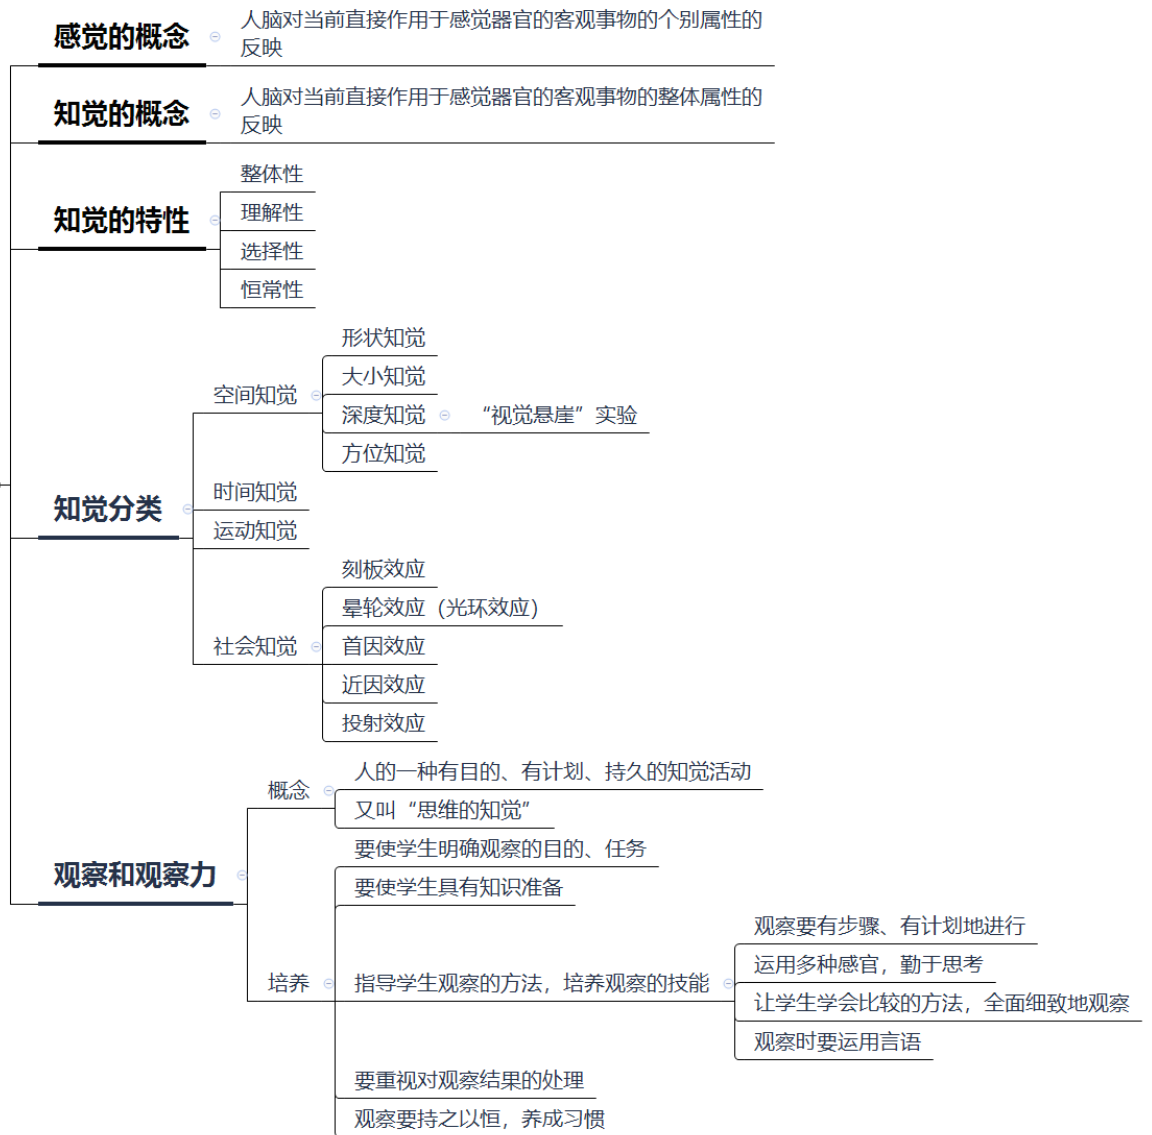 感觉的概念
人脑对当前直接作用于感觉器官的客观事物的个别属性的
反映
知觉的概念
人脑对当前直接作用于感觉器官的客观事物的整体属性的
反映
知觉的特性
整体性
理解性
选择性
恒常性
知觉分类
空间知觉
形状知觉
大小知觉
深度知觉
“视觉悬崖”实验
方位知觉
时间知觉
运动知觉
社会知觉
刻板效应
晕轮效应（光环效应）
首因效应
近因效应
投射效应
观察和观察力
概念
人的一种有目的、有计划、持久的知觉活动
又叫“思维的知觉”
培养
要使学生明确观察的目的、任务
要使学生具有知识准备
指导学生观察的方法，培养观察的技能
观察要有步骤、有计划地进行
运用多种感官，勤于思考
让学生学会比较的方法，全面细致地观察
观察时要运用言语
要重视对观察结果的处理
观察要持之以恒，养成习惯